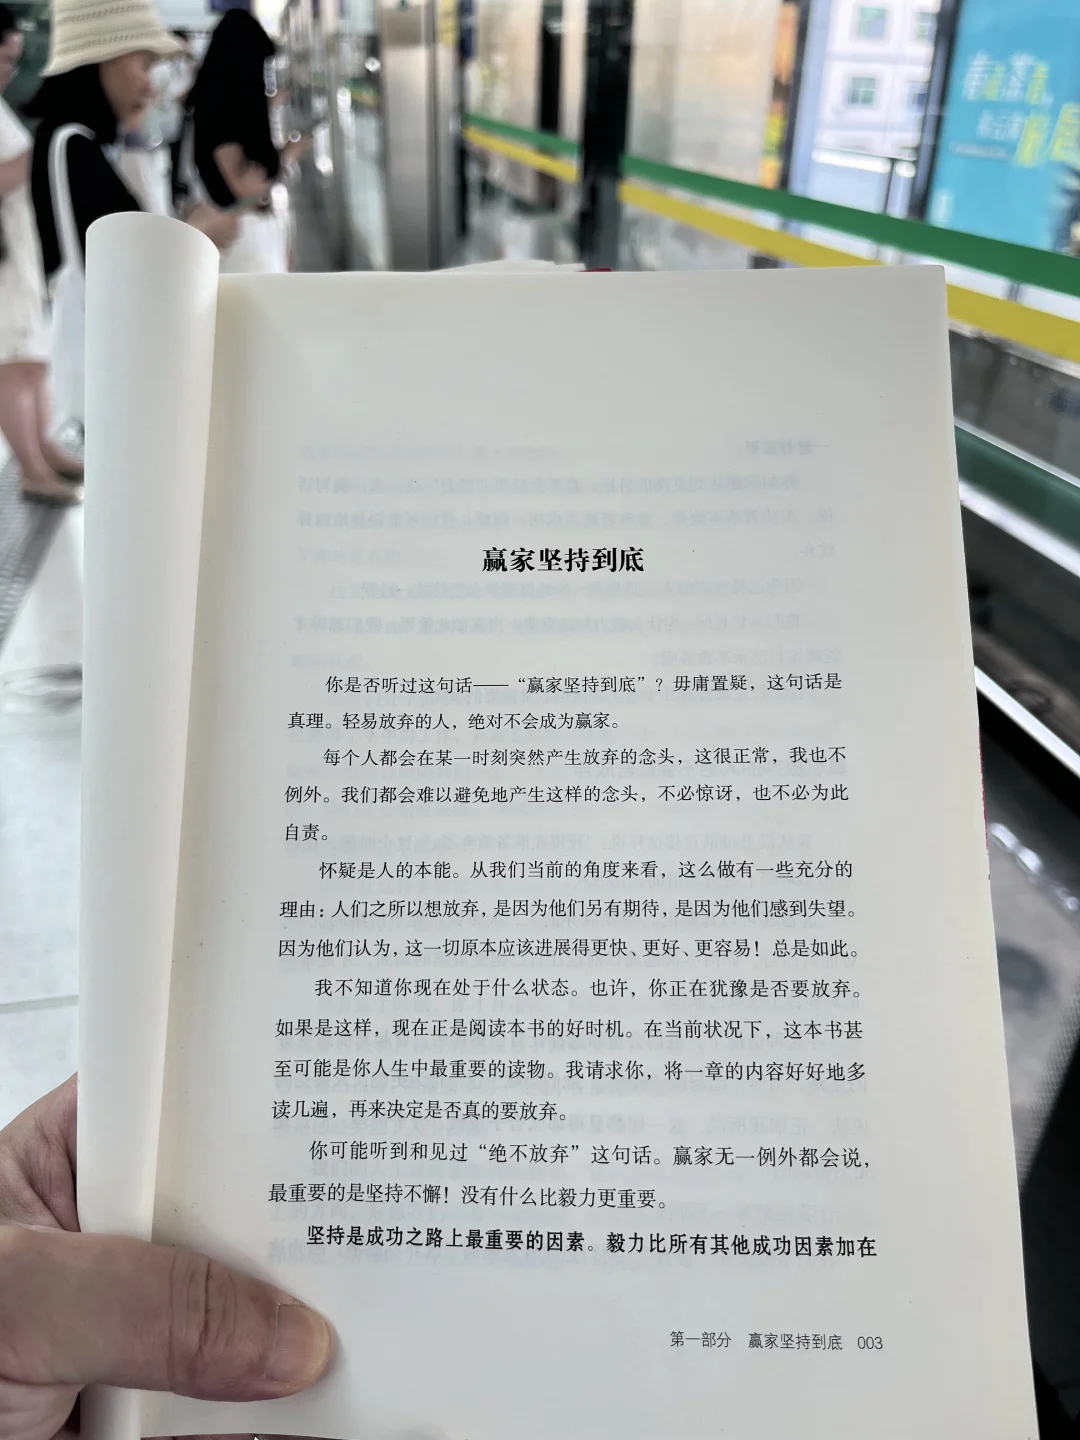 赢家坚持到底
你是否听过这句话——“赢家坚持到底”？毋庸置疑，这句话是
真理。轻易放弃的人，绝对不会成为赢家。
每个人都会在某一时刻突然产生放弃的念头，这很正常，我也不
例外。我们都会难以避免地产生这样的念头，不必惊讶，也不必为此
自责。
怀疑是人的本能。从我们当前的角度来看，这么做有一些充分的
理由：人们之所以想放弃，是因为他们另有期待，是因为他们感到失望。
因为他们认为，这一切原本应该进展得更快、更好、更容易！总是如此。
我不知道你现在处于什么状态。也许，你正在犹豫是否要放弃。
如果是这样，现在正是阅读本书的好时机。在当前状况下，这本书甚
至可能是你人生中最重要的读物。我请求你，将一章的内容好好地多
读几遍，再来决定是否真的要放弃。
你可能听到和见过“绝不放弃”这句话。赢家无一例外都会说，
最重要的是坚持不懈！没有什么比毅力更重要。
坚持是成功之路上最重要的因素。毅力比所有其他成功因素加在
第一部分 赢家坚持到底 003